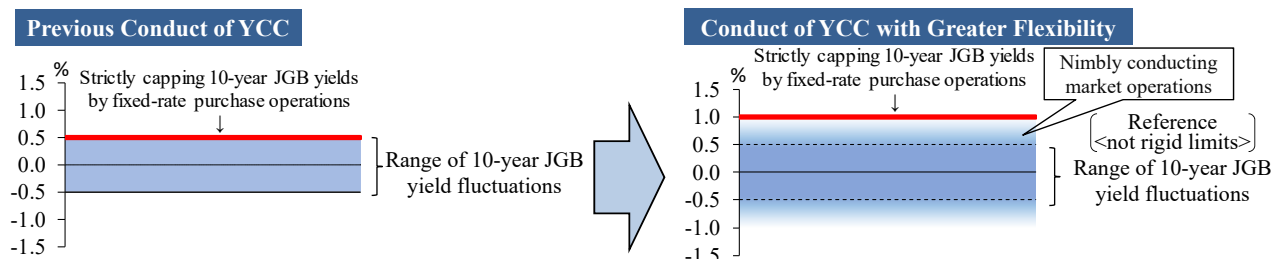 Previous Conduct of YCC
%
Strictly capping 10-year JGB yields
by fixed-rate purchase operations
↓
1.5
1.0
0.5
0.0
-0.5
-1.0
-1.5
Range of 10-year JGB
yield fluctuations
Conduct of YCC with Greater Flexibility
%
Strictly capping 10-year JGB yields
by fixed-rate purchase operations
↓
Nimbly conducting
market operations
1.5
1.0
0.5
0.0
-0.5
-1.0
-1.5
Reference
<not rigid limits>
Range of 10-year JGB
yield fluctuations